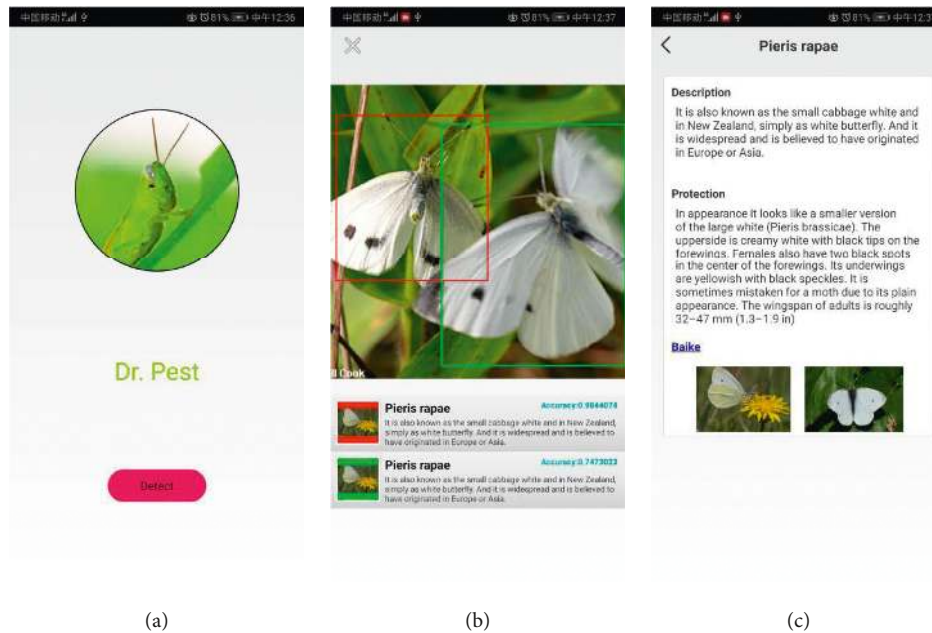 中国移动 81% 中午12:36
Dr. Pest
Detect
(a)
中国移动 81% 中午12:37
ll Cook
Pieris rapae Accuracy:0.9844074
It is also known as the small cabbage white and in New Zealand,
simply as white butterfly. And it is widespread and is believed to
have originated in Europe or Asia.
Pieris rapae Accuracy:0.7473023
It is also known as the small cabbage white and in New Zealand,
simply as white butterfly. And it is widespread and is believed to
have originated in Europe or Asia.
(b)
中国移动 81% 中午12:37
Pieris rapae
Description
It is also known as the small cabbage white and
in New Zealand, simply as white butterfly. And it
is widespread and is believed to have originated
in Europe or Asia.
Protection
In appearance it looks like a smaller version
of the large white (Pieris brassicae). The
upperside is creamy white with black tips on the
forewings. Females also have two black spots
in the center of the forewings. Its underwings
are yellowish with black speckles. It is
sometimes mistaken for a moth due to its plain
appearance. The wingspan of adults is roughly
32–47 mm (1.3–1.9 in)
Baike
(c)